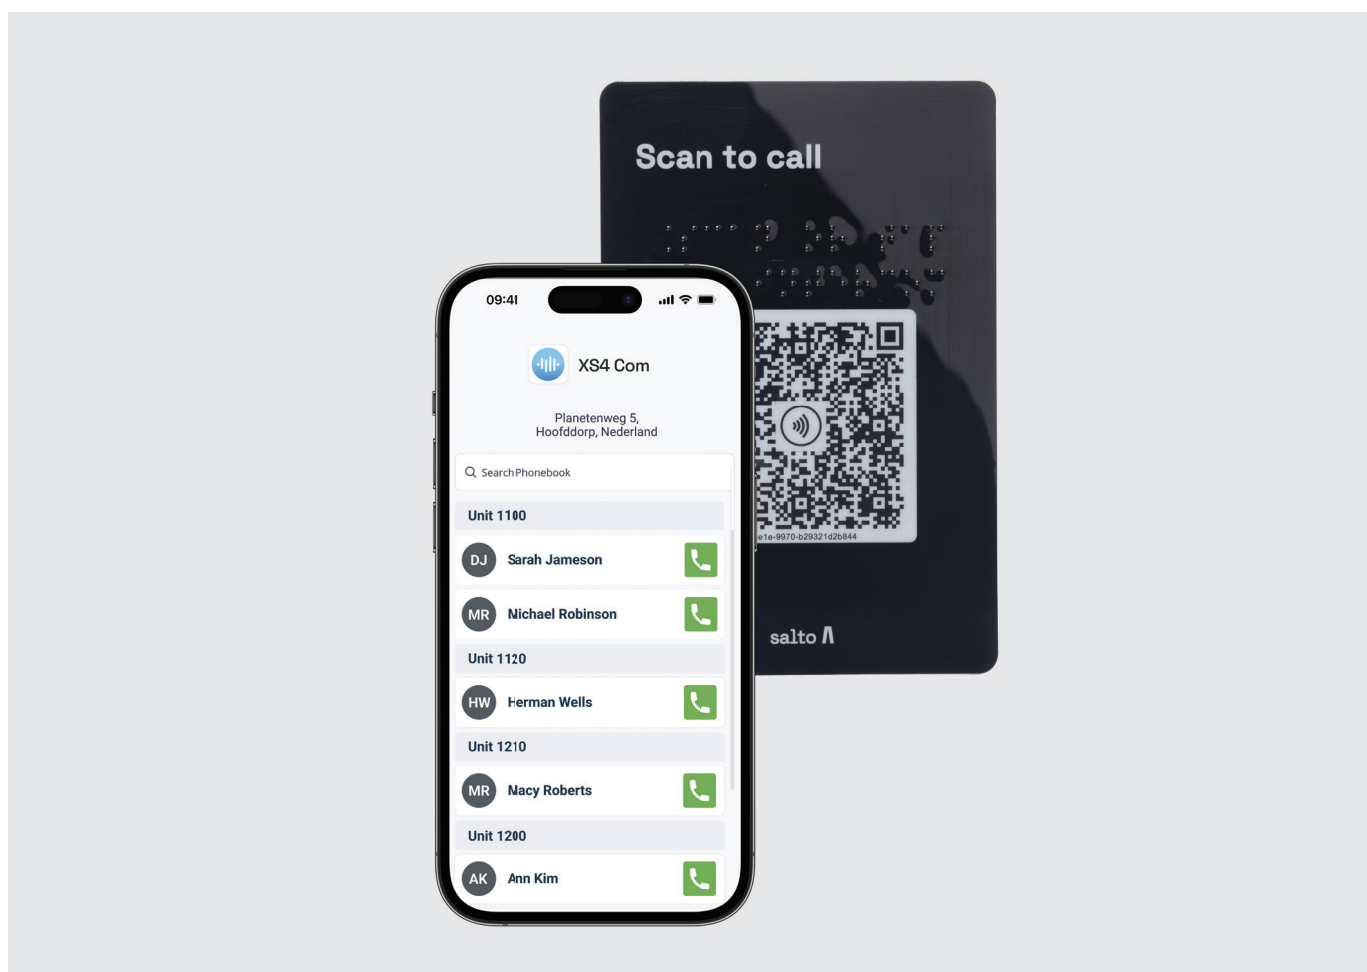 Scan to call
e1e-9970-b29321d2b844
salto
09:41
XS4 Com
Planetenweg 5,
Hoofddorp, Nederland
Search Phonebook
Unit 1100
DJ Sarah Jameson
MR Michael Robinson
Unit 1120
HW Herman Wells
Unit 1210
MR Macy Roberts
Unit 1200
AK Ann Kim